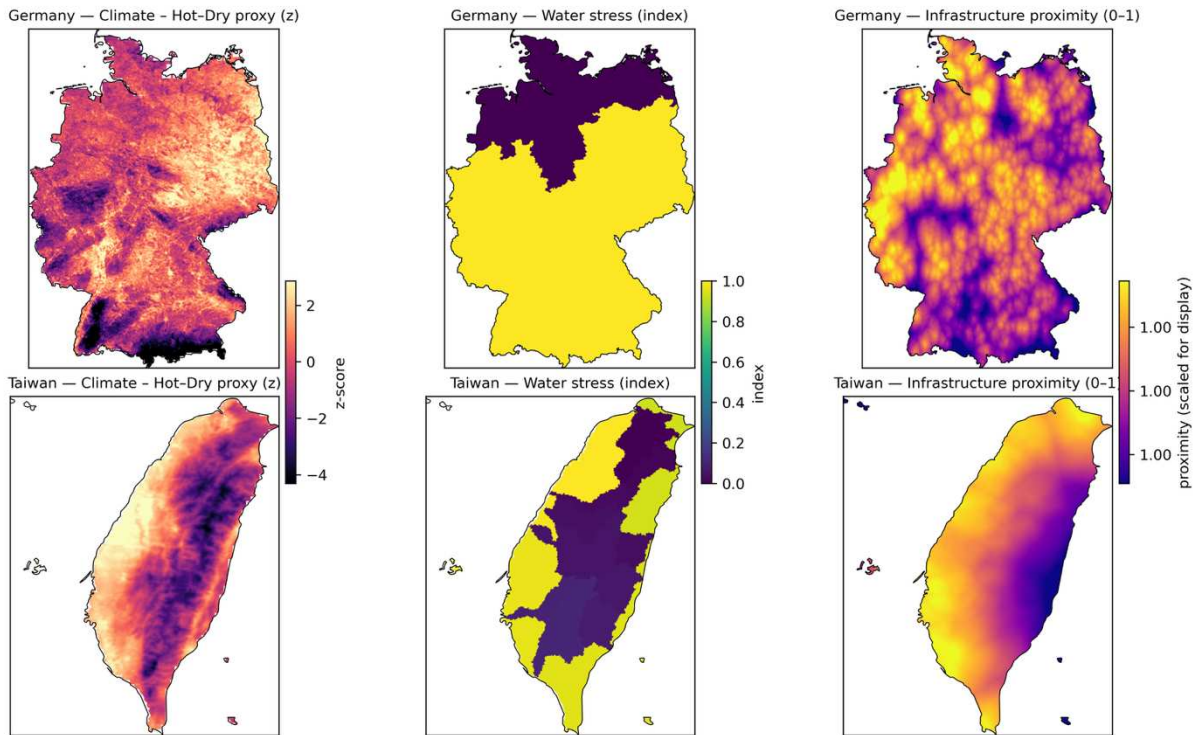 Germany — Climate – Hot–Dry proxy (z)
Germany — Water stress (index)
Germany — Infrastructure proximity (0–1)
2
0
−2
−4
z-score
1.0
0.8
0.6
0.4
0.2
0.0
index
1.00
1.00
1.00
proximity (scaled for display)
Taiwan — Climate – Hot–Dry proxy (z)
Taiwan — Water stress (index)
Taiwan — Infrastructure proximity (0–1